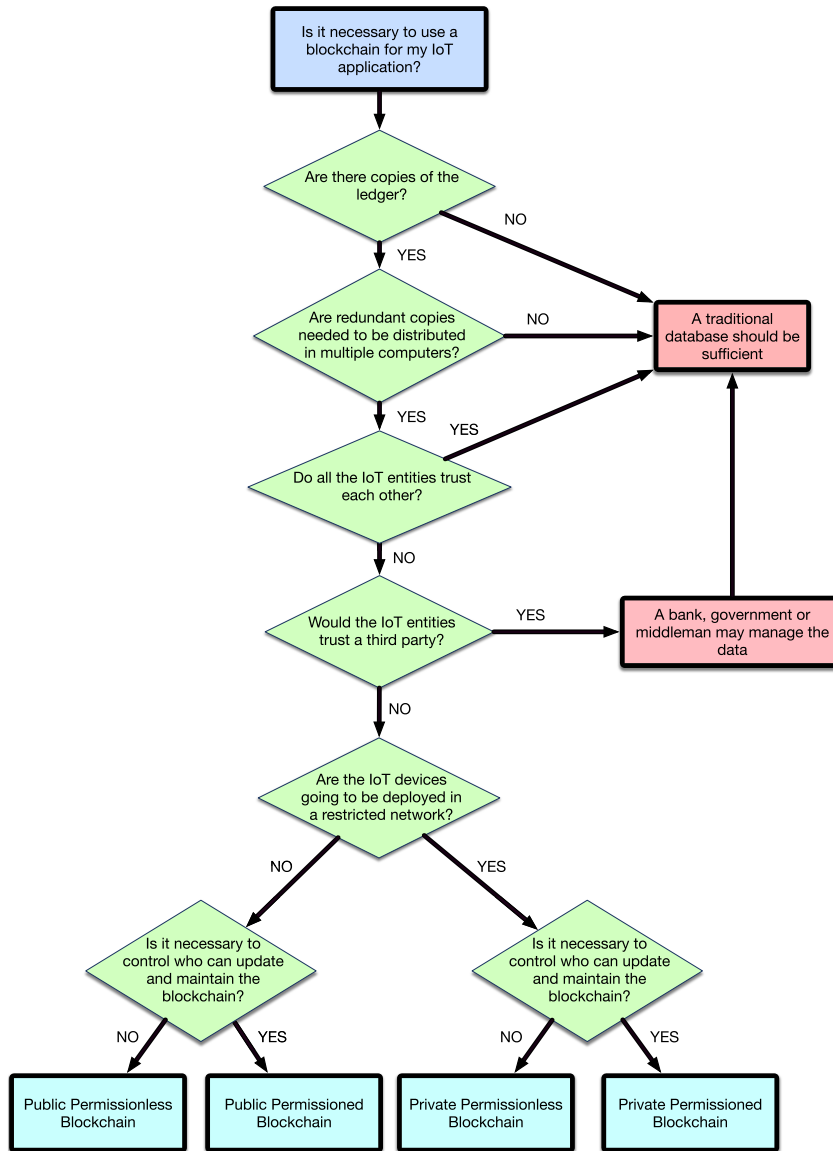 Is it necessary to use a
blockchain for my IoT
application?
Are there copies of the
ledger?
NO
YES
Are redundant copies
needed to be distributed
in multiple computers?
NO
A traditional
database should be
sufficient
YES
YES
Do all the IoT entities trust
each other?
NO
Would the IoT entities
trust a third party?
YES
A bank, government or
middleman may manage the
data
NO
Are the IoT devices
going to be deployed in
a restricted network?
NO
YES
Is it necessary to
control who can update
and maintain the
blockchain?
Is it necessary to
control who can update
and maintain the
blockchain?
NO
YES
NO
YES
Public Permissionless
Blockchain
Public Permissioned
Blockchain
Private Permissionless
Blockchain
Private Permissioned
Blockchain